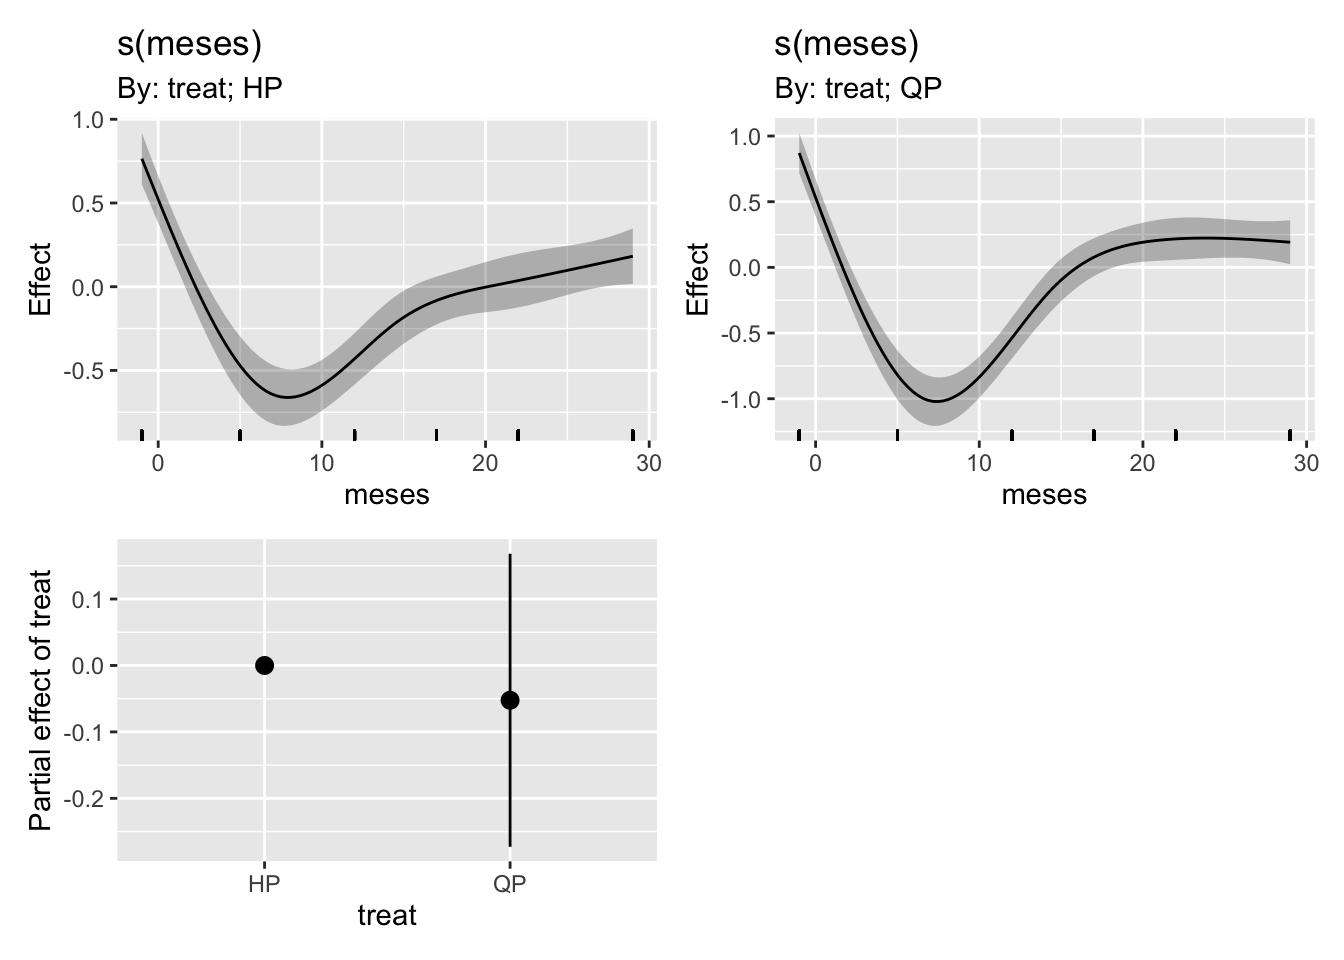 s(meses)
By: treat; HP
1.0
0.5
0.0
-0.5
Effect
0 10 20 30
meses
s(meses)
By: treat; QP
1.0
0.5
0.0
-0.5
-1.0
Effect
0 10 20 30
meses
0.1
0.0
-0.1
-0.2
Partial effect of treat
HP QP
treat